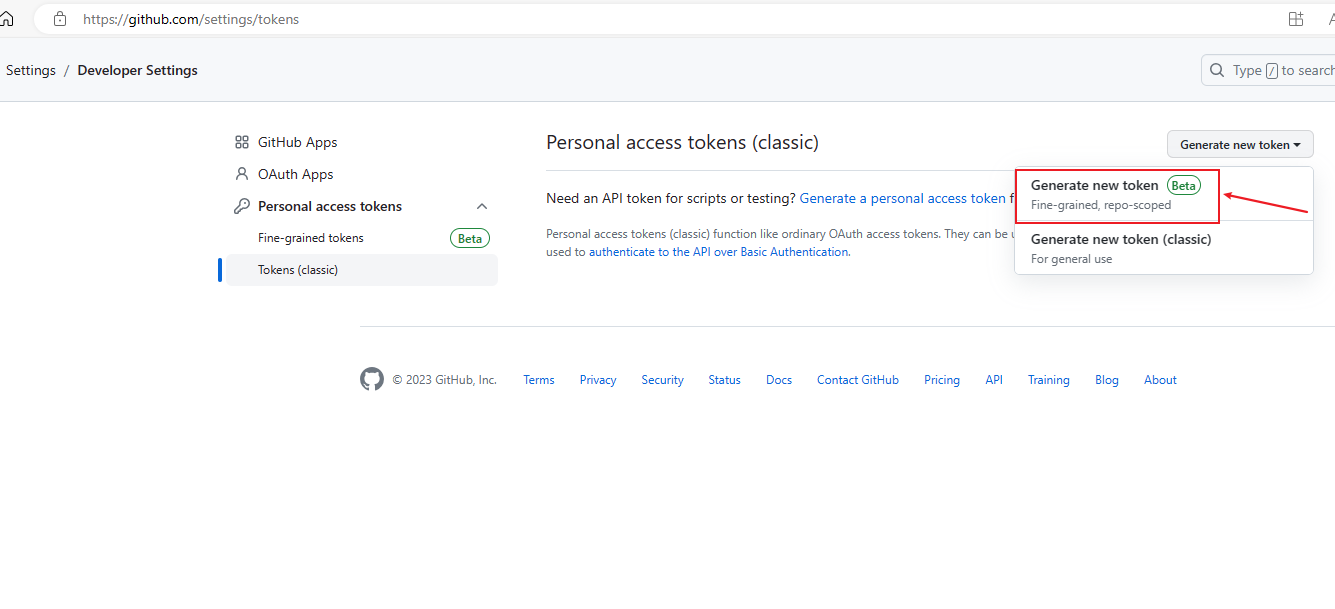 https://github.com/settings/tokens
Settings / Developer Settings
Type / to search
GitHub Apps
OAuth Apps
Personal access tokens
Fine-grained tokens Beta
Tokens (classic)
Personal access tokens (classic)
Generate new token
Need an API token for scripts or testing? Generate a personal access token
Personal access tokens (classic) function like ordinary OAuth access tokens. They can be
used to authenticate to the API over Basic Authentication.
Generate new token Beta
Fine-grained, repo-scoped
Generate new token (classic)
For general use
© 2023 GitHub, Inc. Terms Privacy Security Status Docs Contact GitHub Pricing API Training Blog About